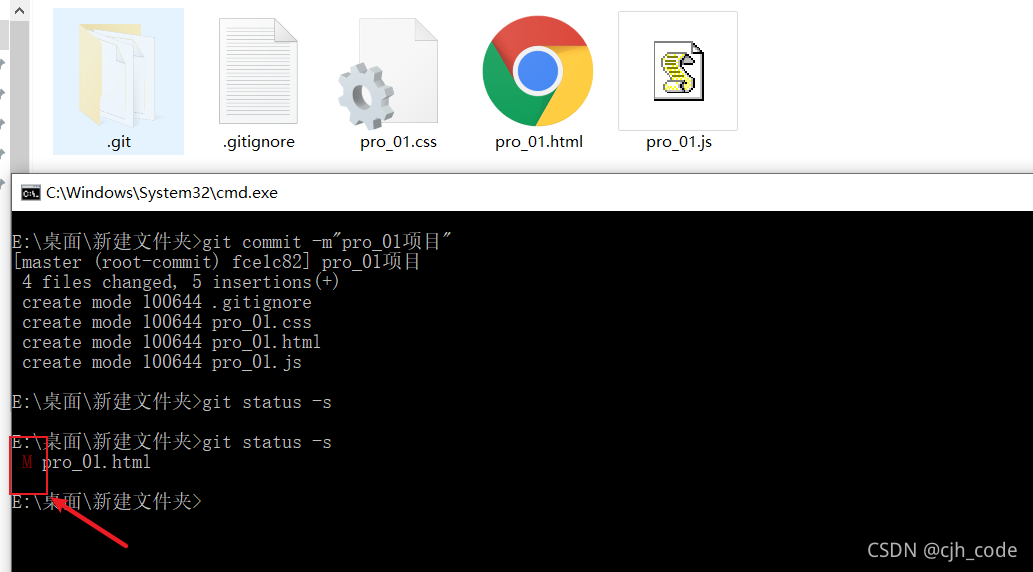 .git
.gitignore
pro_01.css
pro_01.html
pro_01.js
C:\Windows\System32\cmd.exe
E:\桌面\新建文件夹>git commit -m"pro_01项目"
[master (root-commit) fce1c82] pro_01项目
 4 files changed, 5 insertions(+)
 create mode 100644 .gitignore
 create mode 100644 pro_01.css
 create mode 100644 pro_01.html
 create mode 100644 pro_01.js
E:\桌面\新建文件夹>git status -s
E:\桌面\新建文件夹>git status -s
 M pro_01.html
E:\桌面\新建文件夹>
CSDN @cjh_code